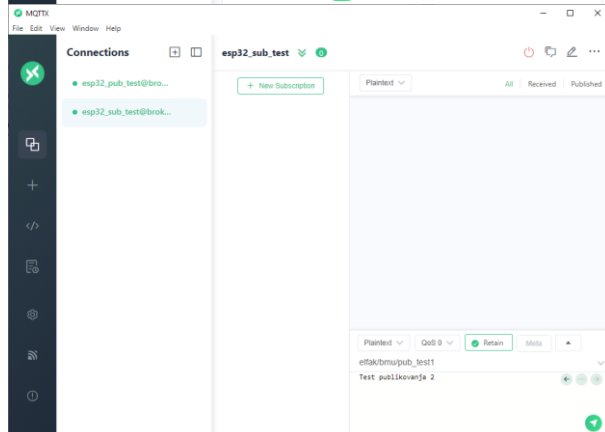 MQTTX
File Edit View Window Help
Connections
esp32_pub_test@bro...
esp32_sub_test@brok...
esp32_sub_test 0
+ New Subscription
Plaintext
All Received Published
Plaintext QoS 0 Retain Meta
elfak/bmu/pub_test1
Test publikovanja 2